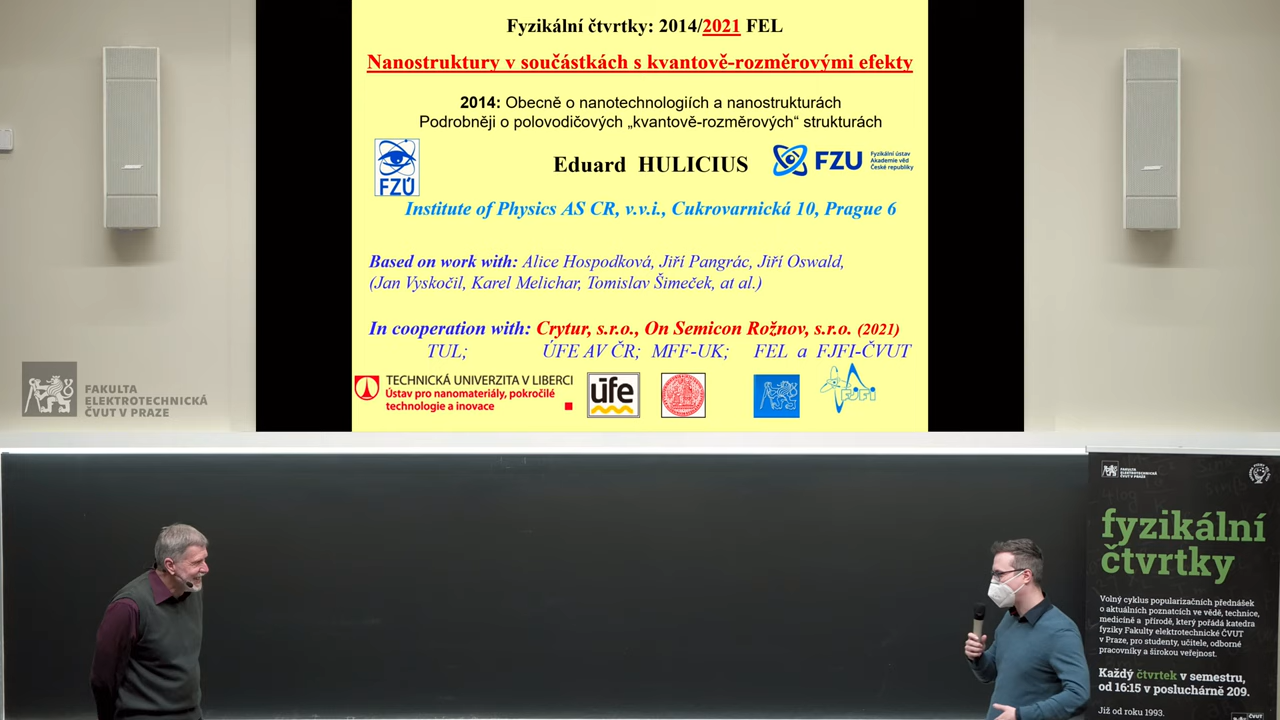 Fyzikální čtvrtky: 2014/2021 FEL
Nanostruktury v součástkách s kvantově-rozměrovými efekty
2014: Obecně o nanotechnologiích a nanostrukturách
Podrobněji o polovodičových „kvantově-rozměrových“ strukturách
FZÚ
Eduard HULICIUS
FZU
Fyzikální ústav
Akademie věd
České republiky
Institute of Physics AS CR, v.v.i., Cukrovarnická 10, Prague 6
Based on work with: Alice Hospodková, Jiří Pangrác, Jiří Oswald,
(Jan Vyskočil, Karel Melichar, Tomislav Šimeček, at al.)
In cooperation with: Crytur, s.r.o., On Semicon Rožnov, s.r.o. (2021)
TUL; ÚFE AV ČR; MFF-UK; FEL a FJFI-ČVUT
TECHNICKÁ UNIVERZITA V LIBERCI
Ústav pro nanomateriály, pokročilé
technologie a inovace
úfe
FJFI
FAKULTA
ELEKTROTECHNICKÁ
ČVUT V PRAZE
FAKULTA
ELEKTROTECHNICKÁ
ČVUT V PRAZE
fyzikální
čtvrtky
Volný cyklus popularizačních přednášek
o aktuálních poznatcích ve vědě, technice,
medicíně a přírodě, který pořádá katedra
fyziky Fakulty elektrotechnické ČVUT
v Praze, pro studenty, učitele, odborné
pracovníky a širokou veřejnost.
Každý čtvrtek v semestru,
od 16:15 v posluchárně 209.
Již od roku 1993.
ČVUT